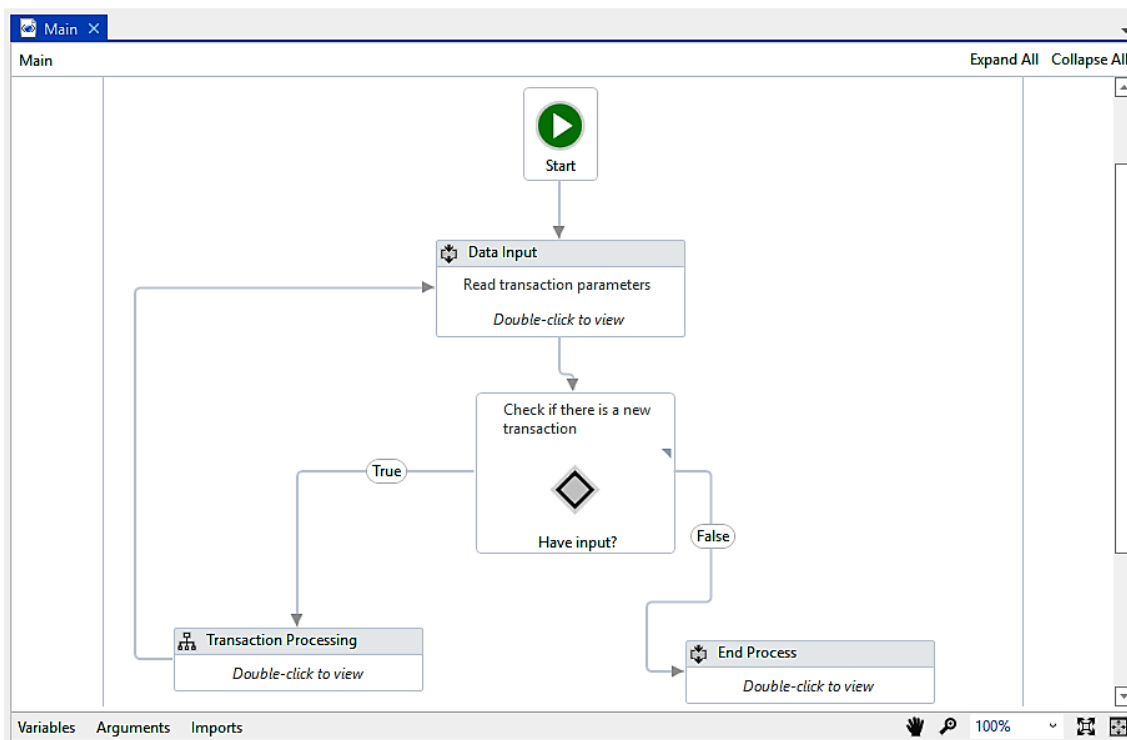 Main
Main
Expand All Collapse All
Start
Data Input
Read transaction parameters
Double-click to view
Check if there is a new
transaction
True
Have input?
False
Transaction Processing
Double-click to view
End Process
Double-click to view
Variables Arguments Imports
100%